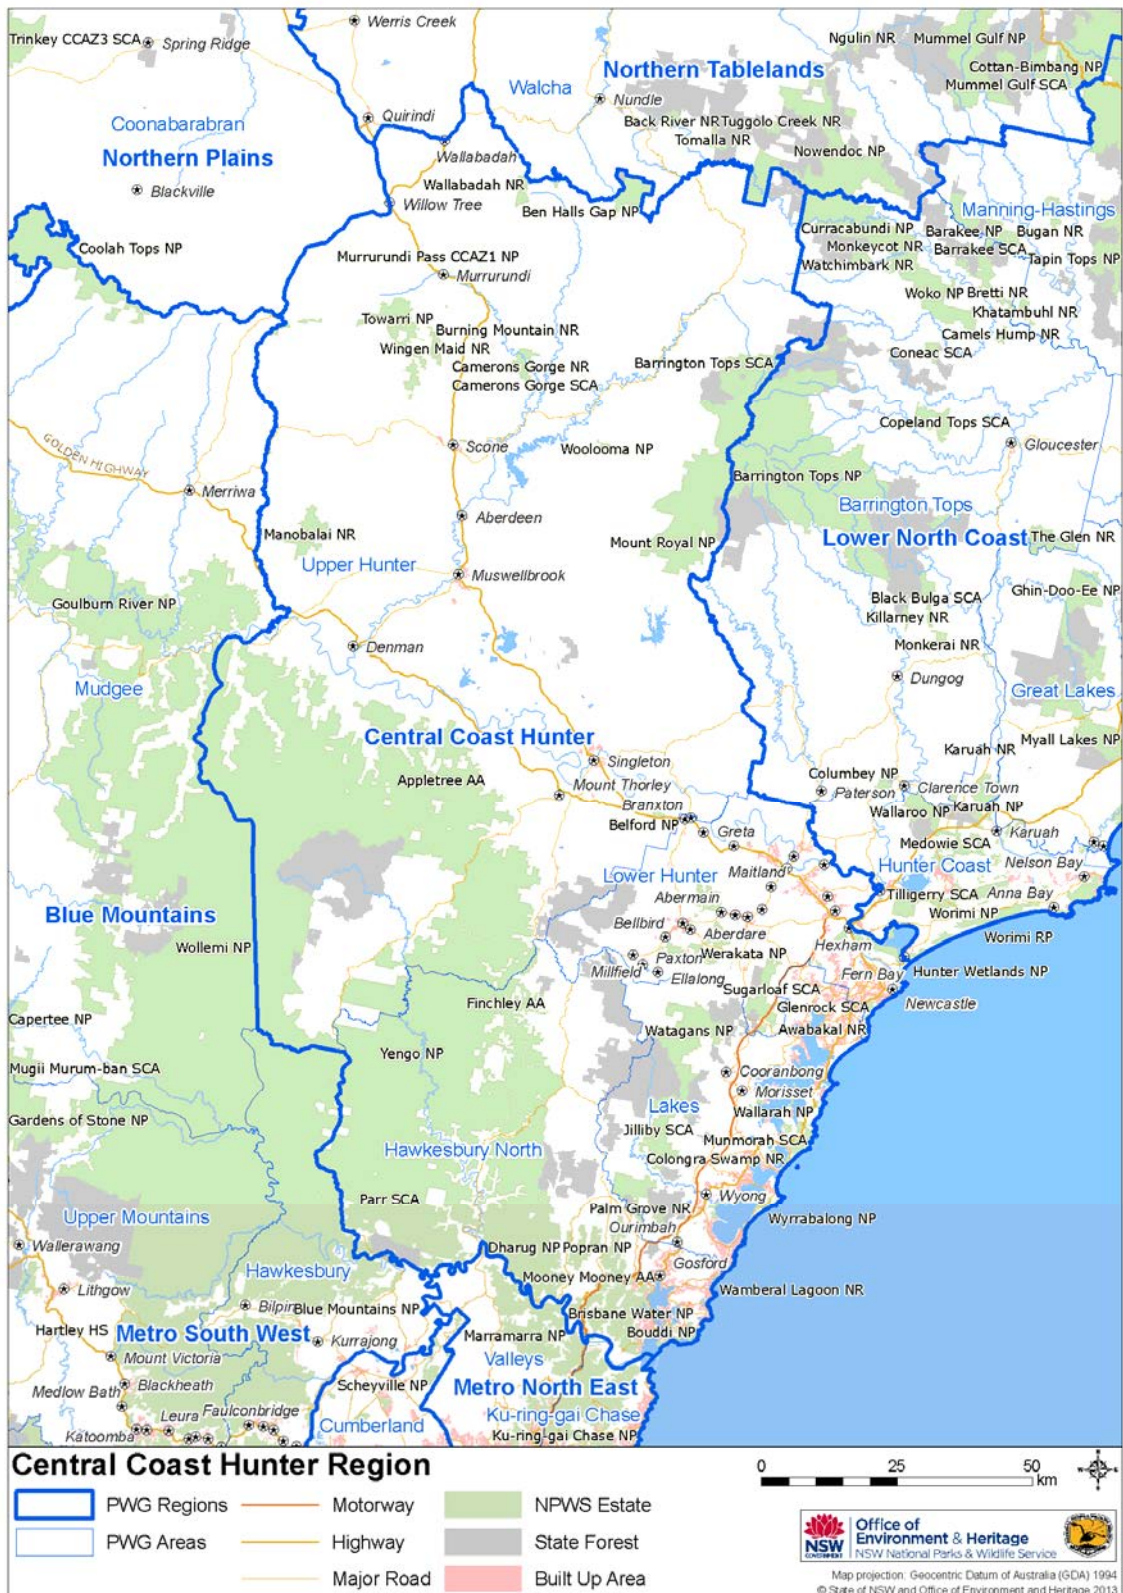 Werris Creek
Trinkey CCAZ3 SCA
Spring Ridge
Ngulin NR
Mummel Gulf NP
Cottan-Bimbang NP
Mummel Gulf SCA
Northern Tablelands
Walcha
Nundle
Quirindi
Coonabarabran
Northern Plains
Back River NR
Tuggolo Creek NR
Tomalla NR
Nowendoc NP
Wallabadah
Blackville
Wallabadah NR
Willow Tree
Ben Halls Gap NP
Manning-Hastings
Curracabundi NP
Barakee NP
Bugan NR
Monkeycot NR
Barrakee SCA
Tapin Tops NP
Watchimbark NR
Coolah Tops NP
Murrurundi Pass CCAZ1 NP
Murrurundi
Woko NP
Bretti NR
Khatambuhl NR
Camels Hump NR
Coneac SCA
Towarri NP
Burning Mountain NR
Wingen Maid NR
Camerons Gorge NR
Camerons Gorge SCA
Barrington Tops SCA
Copeland Tops SCA
Gloucester
GOLDEN HIGHWAY
Scone
Woolooma NP
Merriwa
Barrington Tops NP
Barrington Tops
Lower North Coast
The Glen NR
Aberdeen
Manobalai NR
Mount Royal NP
Upper Hunter
Muswellbrook
Goulburn River NP
Black Bulga SCA
Ghin-Doo-Ee NP
Killarney NR
Monkerai NR
Denman
Mudgee
Dungog
Great Lakes
Central Coast Hunter
Myall Lakes NP
Karuah NR
Singleton
Appletree AA
Mount Thorley
Columbey NP
Paterson
Clarence Town
Branxton
Wallaroo NP
Karuah NP
Belford NP
Greta
Karuah
Medowie SCA
Lower Hunter
Maitland
Hunter Coast
Nelson Bay
Abermain
Tilligerry SCA
Anna Bay
Worimi NP
Blue Mountains
Bellbird
Aberdare
Worimi RP
Wollemi NP
Hexham
Paxton
Werakata NP
Millfield
Ellalong
Fern Bay
Hunter Wetlands NP
Sugarloaf SCA
Finchley AA
Glenrock SCA
Newcastle
Capertee NP
Watagans NP
Awabakal NR
Yengo NP
Mugii Murum-ban SCA
Cooranbong
Morisset
Gardens of Stone NP
Lakes
Wallarah NP
Jilliby SCA
Munmorah SCA
Hawkesbury North
Colongra Swamp NR
Parr SCA
Wyong
Palm Grove NR
Upper Mountains
Ourimbah
Wyrrabalong NP
Wallerawang
Dharug NP
Popran NP
Gosford
Hawkesbury
Mooney Mooney AA
Lithgow
Wamberal Lagoon NR
Bilpin
Blue Mountains NP
Brisbane Water NP
Hartley HS
Metro South West
Bouddi NP
Kurrajong
Marramarra NP
Mount Victoria
Valleys
Blackheath
Scheyville NP
Metro North East
Medlow Bath
Leura
Faulconbridge
Cumberland
Ku-ring-gai Chase
Katoomba
Ku-ring-gai Chase NP
Central Coast Hunter Region
0 25 50
km
PWG Regions
Motorway
NPWS Estate
PWG Areas
Highway
State Forest
Major Road
Built Up Area
NSW
GOVERNMENT
Office of
Environment & Heritage
NSW National Parks & Wildlife Service
Map projection: Geocentric Datum of Australia (GDA) 1994
© State of NSW and Office of Environment and Heritage 2013